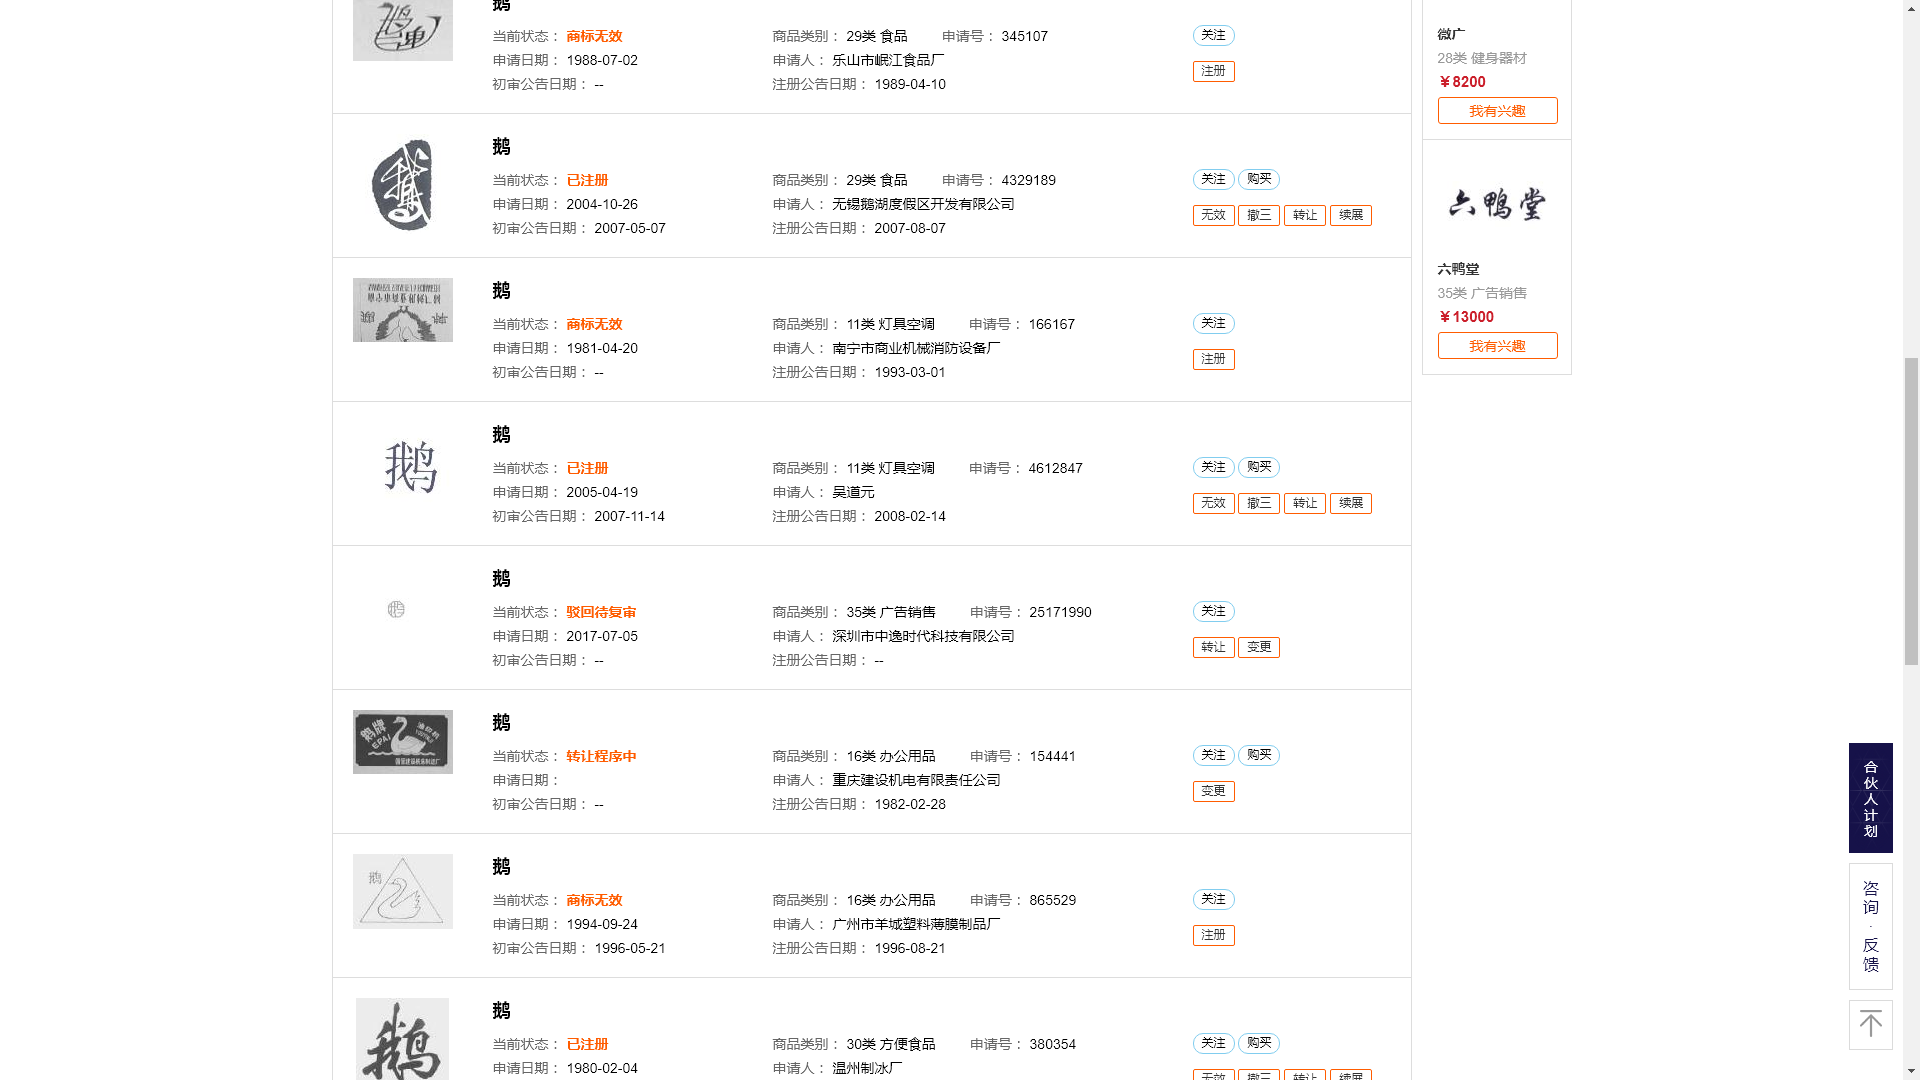 鹅
当前状态： 商标无效
商品类别： 29类 食品 申请号： 345107
关注
申请日期： 1988-07-02
申请人： 乐山市岷江食品厂
注册
初审公告日期： --
注册公告日期： 1989-04-10
鹅
当前状态： 已注册
商品类别： 29类 食品 申请号： 4329189
关注 购买
申请日期： 2004-10-26
申请人： 无锡鹅湖度假区开发有限公司
无效 撤三 转让 续展
初审公告日期： 2007-05-07
注册公告日期： 2007-08-07
鹅
当前状态： 商标无效
商品类别： 11类 灯具空调 申请号： 166167
关注
申请日期： 1981-04-20
申请人： 南宁市商业机械消防设备厂
注册
初审公告日期： --
注册公告日期： 1993-03-01
鹅
鹅
当前状态： 已注册
商品类别： 11类 灯具空调 申请号： 4612847
关注 购买
申请日期： 2005-04-19
申请人： 吴道元
无效 撤三 转让 续展
初审公告日期： 2007-11-14
注册公告日期： 2008-02-14
鹅
当前状态： 驳回待复审
商品类别： 35类 广告销售 申请号： 25171990
关注
申请日期： 2017-07-05
申请人： 深圳市中逸时代科技有限公司
转让 变更
初审公告日期： --
注册公告日期： --
鹅牌
EPAI
鹅
当前状态： 转让程序中
商品类别： 16类 办公用品 申请号： 154441
关注 购买
申请日期：
申请人： 重庆建设机电有限责任公司
变更
初审公告日期： --
注册公告日期： 1982-02-28
鹅
鹅
当前状态： 商标无效
商品类别： 16类 办公用品 申请号： 865529
关注
申请日期： 1994-09-24
申请人： 广州市羊城塑料薄膜制品厂
注册
初审公告日期： 1996-05-21
注册公告日期： 1996-08-21
鹅
鹅
当前状态： 已注册
商品类别： 30类 方便食品 申请号： 380354
关注 购买
申请日期： 1980-02-04
申请人： 温州制冰厂
无效 撤三 转让 续展
微广
28类 健身器材
￥8200
我有兴趣
六鸭堂
六鸭堂
35类 广告销售
￥13000
我有兴趣
合伙人计划
咨询·反馈